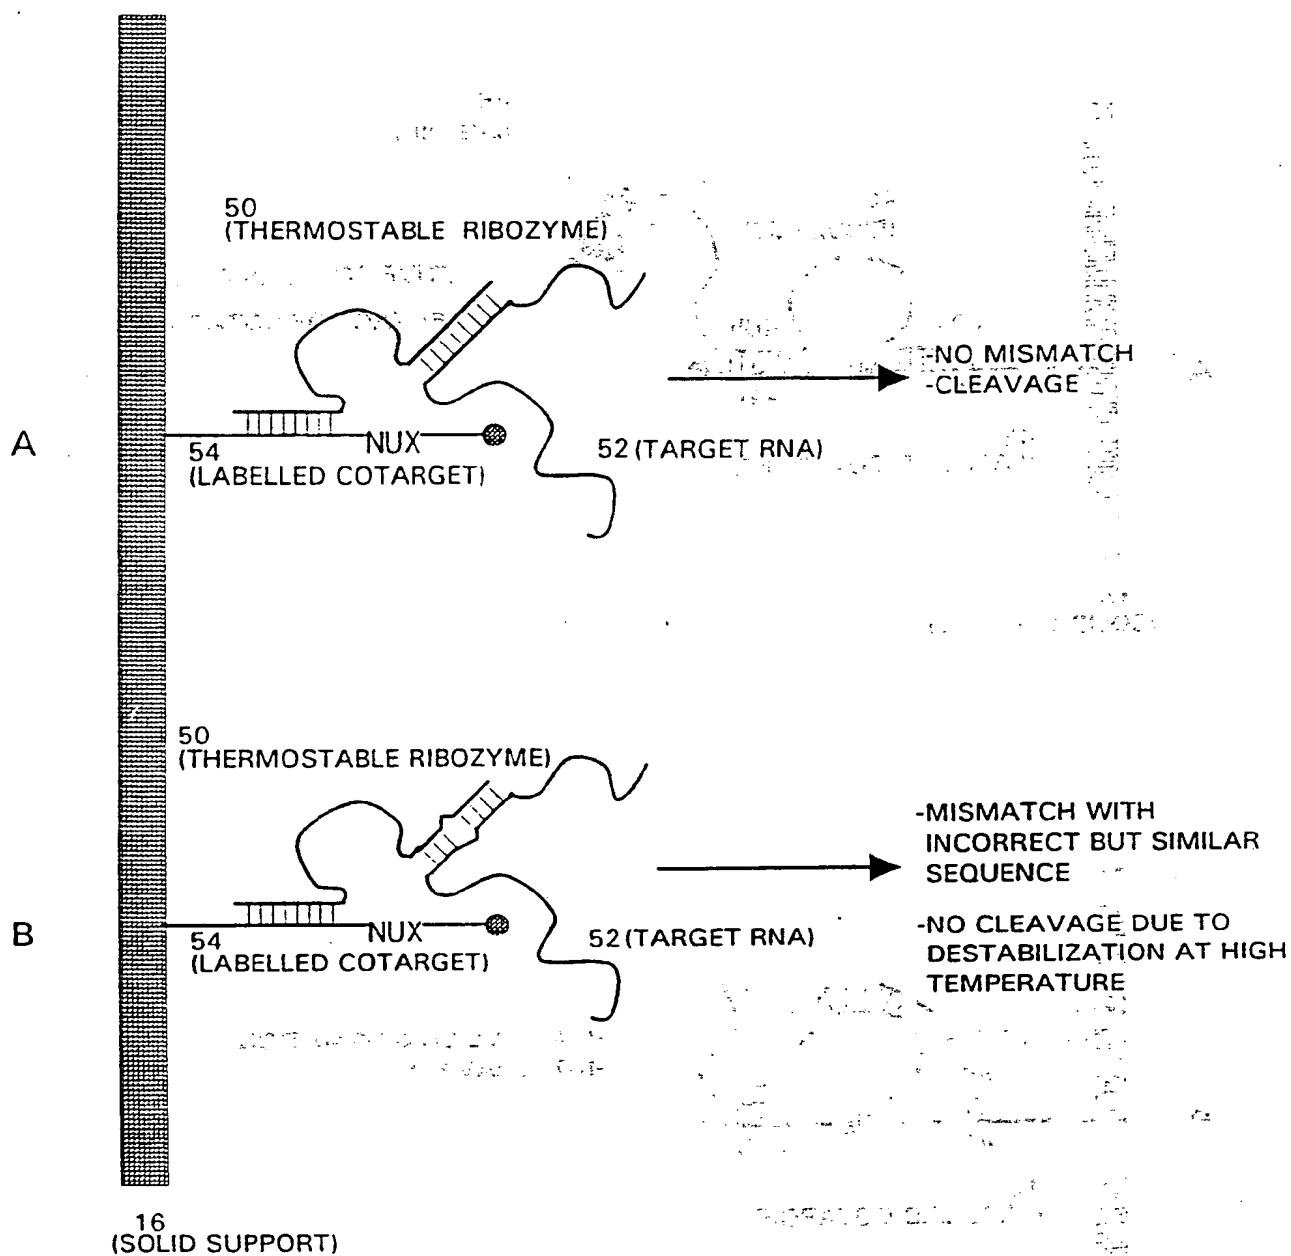 50
(THERMOSTABLE RIBOZYME)
-NO MISMATCH
-CLEAVAGE
A
NUX
54
(LABELLED COTARGET)
52 (TARGET RNA)
50
(THERMOSTABLE RIBOZYME)
-MISMATCH WITH
INCORRECT BUT SIMILAR
SEQUENCE
B
NUX
54
(LABELLED COTARGET)
52 (TARGET RNA)
-NO CLEAVAGE DUE TO
DESTABILIZATION AT HIGH
TEMPERATURE
16
(SOLID SUPPORT)